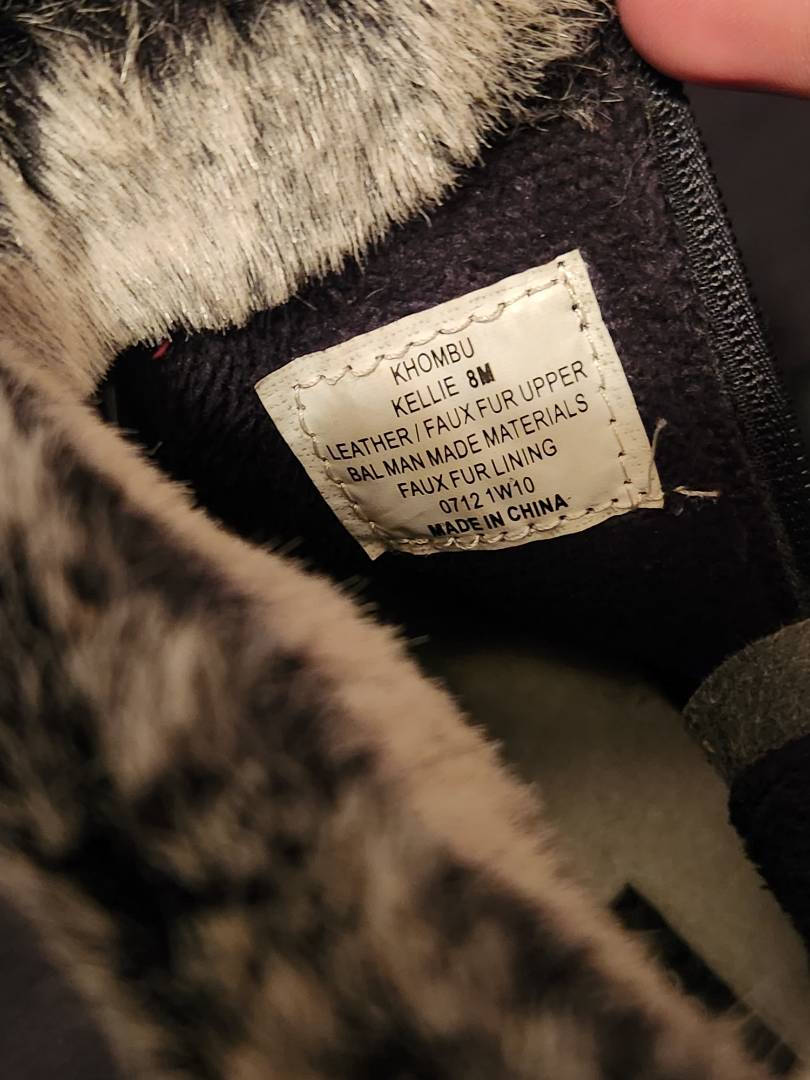 KHOMBU
KELLIE 8M
LEATHER / FAUX FUR UPPER
BAL MAN MADE MATERIALS
FAUX FUR LINING
0712 1W10
MADE IN CHINA